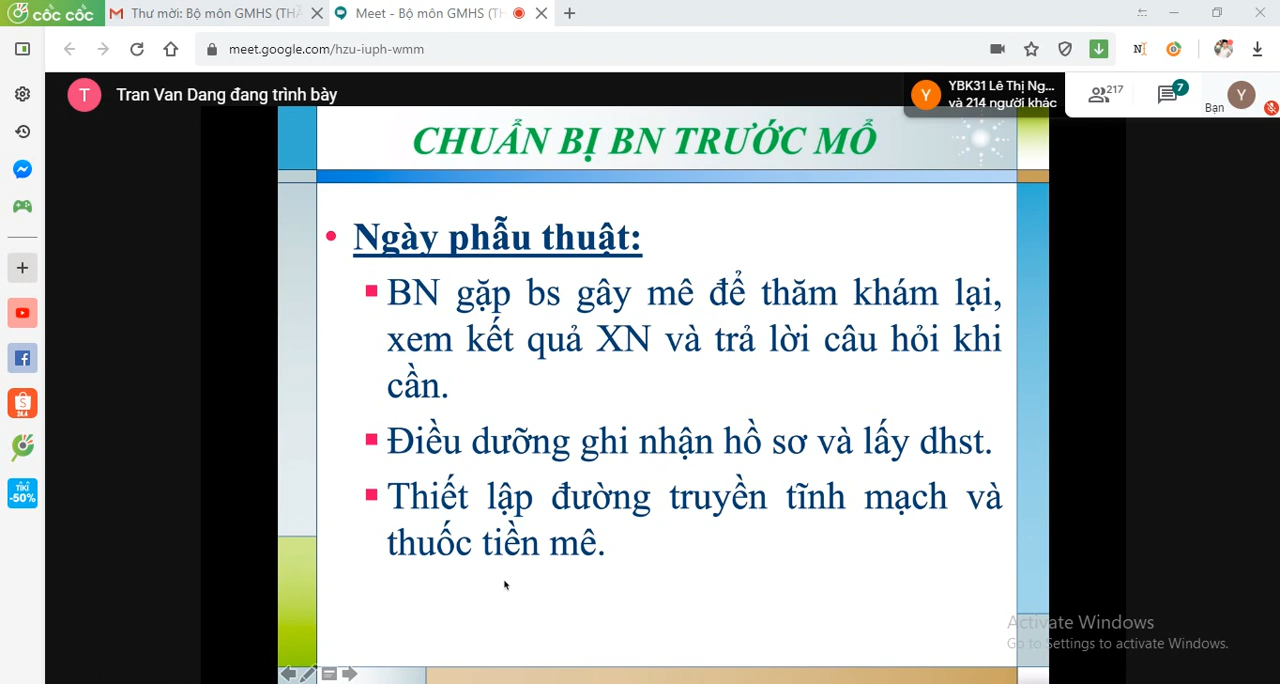 cốc cốc
Thư mời: Bộ môn GMHS (TH
Meet - Bộ môn GMHS (TH
meet.google.com/hzu-iuph-wmm
T
Tran Van Dang đang trình bày
Y
YBK31 Lê Thị Ng...
và 214 người khác
217
7
Bạn
Y
CHUẨN BỊ BN TRƯỚC MỔ
Ngày phẫu thuật:
BN gặp bs gây mê để thăm khám lại,
xem kết quả XN và trả lời câu hỏi khi
cần.
Điều dưỡng ghi nhận hồ sơ và lấy dhst.
Thiết lập đường truyền tĩnh mạch và
thuốc tiền mê.
TIKI
-50%
Activate Windows
Go to Settings to activate Windows.